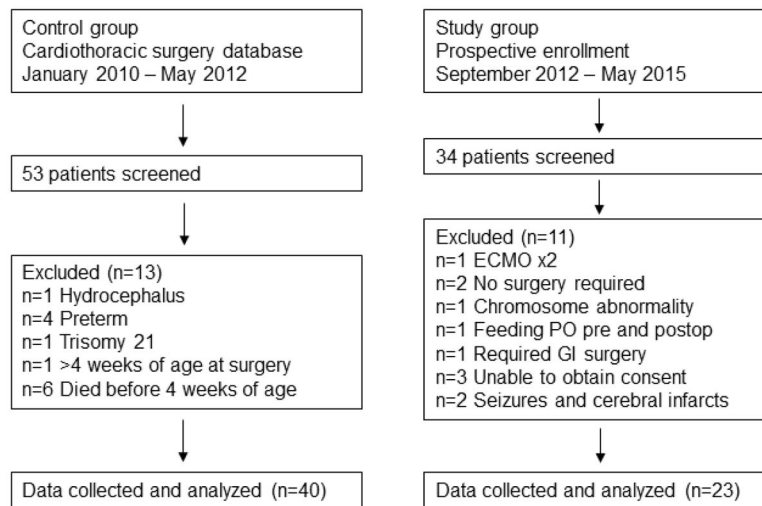 Control group
Cardiothoracic surgery database
January 2010 – May 2012
53 patients screened
Excluded (n=13)
n=1 Hydrocephalus
n=4 Preterm
n=1 Trisomy 21
n=1 >4 weeks of age at surgery
n=6 Died before 4 weeks of age
Data collected and analyzed (n=40)
Study group
Prospective enrollment
September 2012 – May 2015
34 patients screened
Excluded (n=11)
n=1 ECMO x2
n=2 No surgery required
n=1 Chromosome abnormality
n=1 Feeding PO pre and postop
n=1 Required GI surgery
n=3 Unable to obtain consent
n=2 Seizures and cerebral infarcts
Data collected and analyzed (n=23)